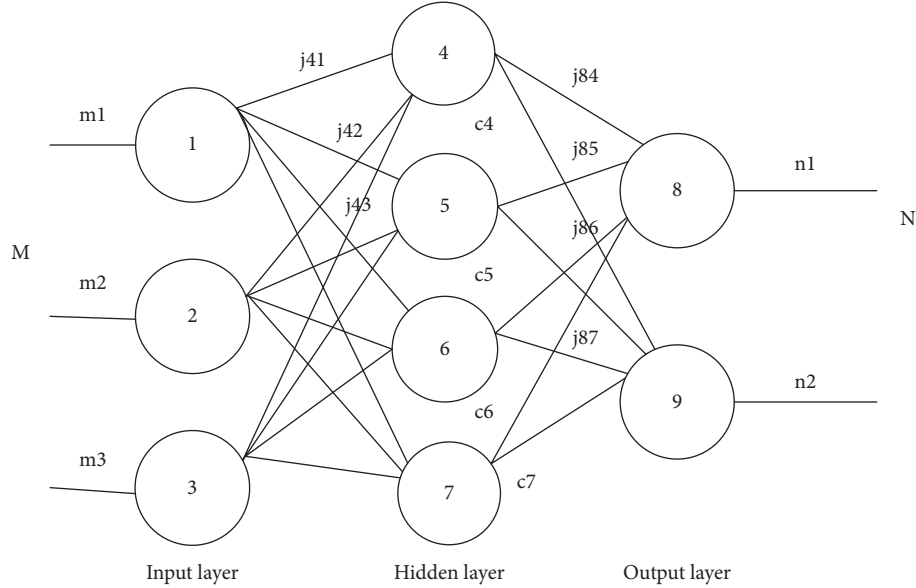 j41
4
j84
m1
1
j42
c4
j85
n1
5
8
j43
j86
M
N
m2
c5
2
6
j87
n2
c6
9
m3
3
7
c7
Input layer
Hidden layer
Output layer